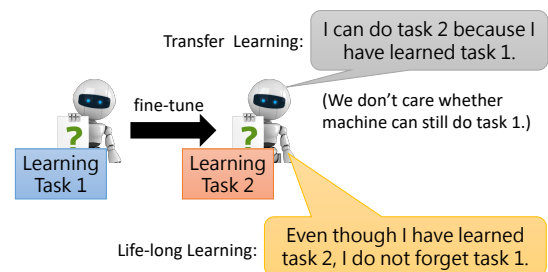 Transfer Learning:
I can do task 2 because I
have learned task 1.
(We don’t care whether
machine can still do task 1.)
fine-tune
?
?
Learning
Task 1
Learning
Task 2
Life-long Learning:
Even though I have learned
task 2, I do not forget task 1.